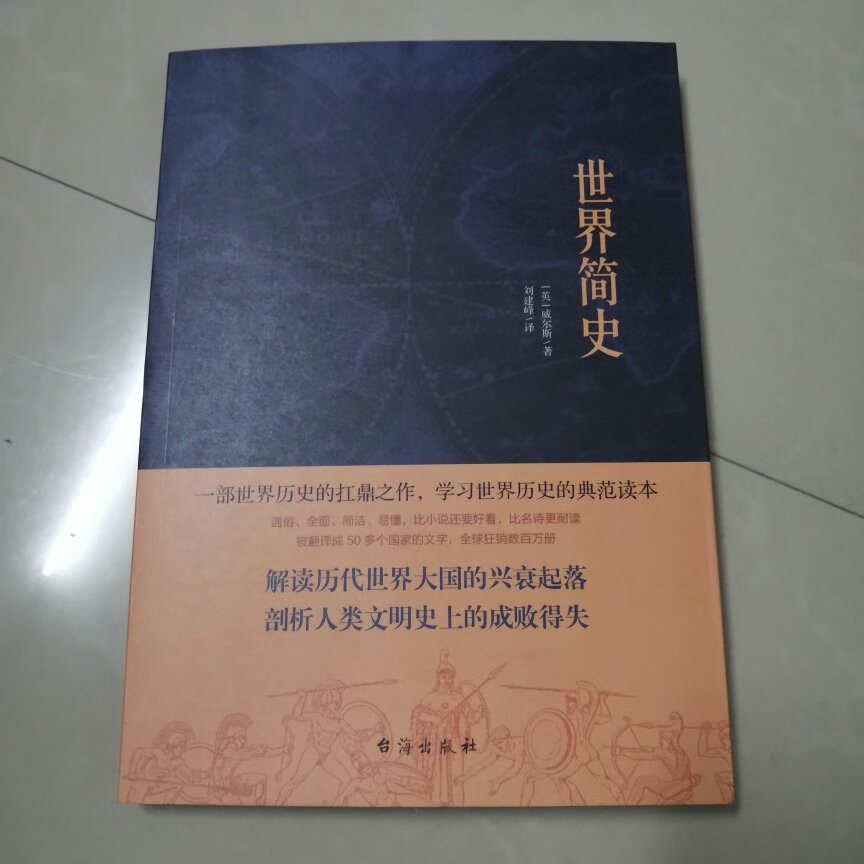 世界简史
[英]威尔斯/著
刘建峰/译
一部世界历史的扛鼎之作，学习世界历史的典范读本
通俗、全面、简洁、易懂，比小说还要好看，比名诗更耐读
被翻译成 50 多个国家的文字，全球狂销数百万册
解读历代世界大国的兴衰起落
剖析人类文明史上的成败得失
台海出版社